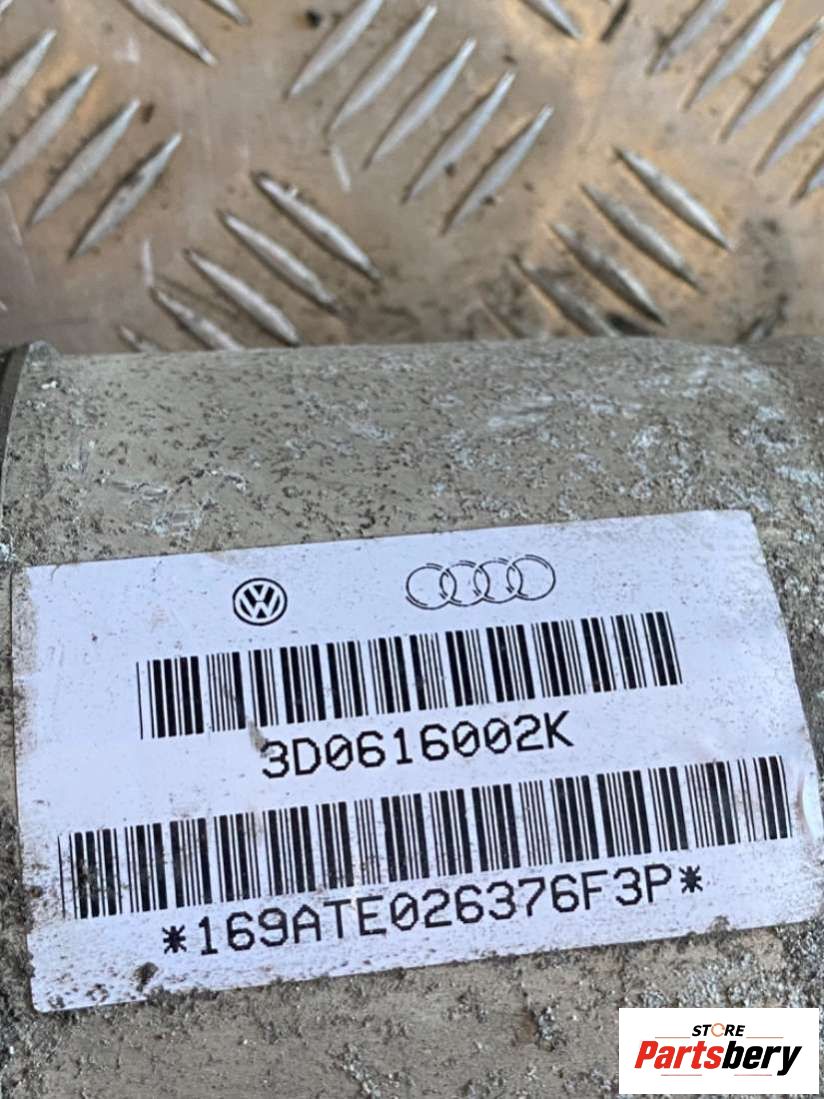 3D0616002K
*169ATE026376F3P*
STORE
Partsbery